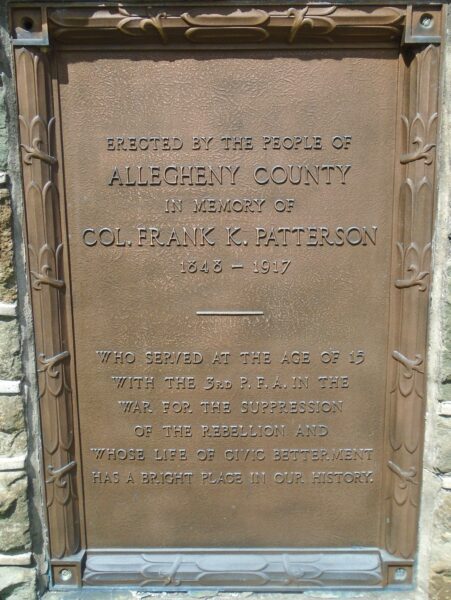 ERECTED BY THE PEOPLE OF
ALLEGHENY COUNTY
IN MEMORY OF
COL. FRANK K. PATTERSON
1848 – 1917
WHO SERVED AT THE AGE OF 15
WITH THE 3RD P.F.A. IN THE
WAR FOR THE SUPPRESSION
OF THE REBELLION AND
WHOSE LIFE OF CIVIC BETTERMENT
HAS A BRIGHT PLACE IN OUR HISTORY.